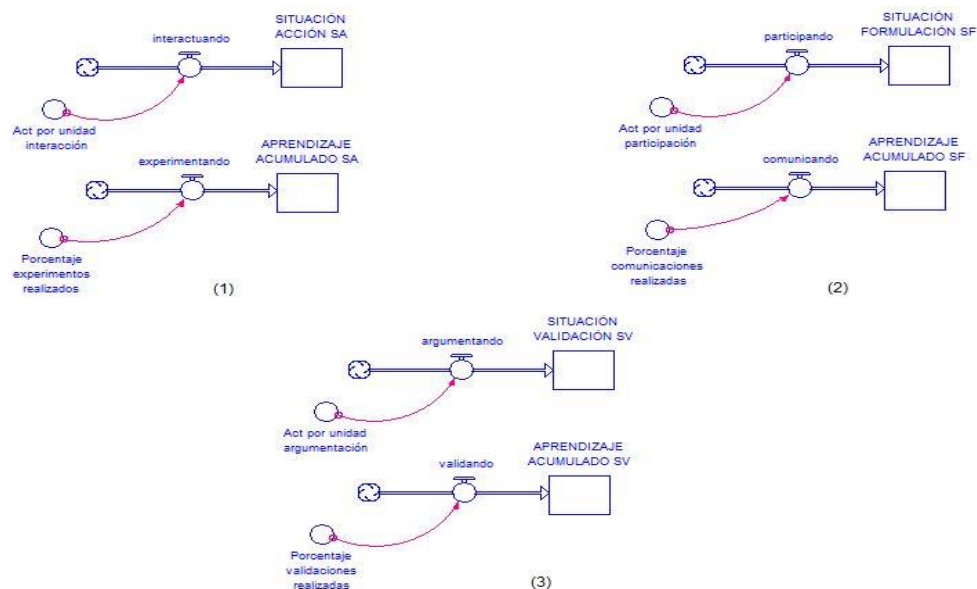 SITUACIÓN
ACCIÓN SA
interactuando
Act por unidad
interacción
APRENDIZAJE
ACUMULADO SA
experimentando
Porcentaje
experimentos
realizados
(1)
SITUACIÓN
FORMULACIÓN SF
participando
Act por unidad
participación
APRENDIZAJE
ACUMULADO SF
comunicando
Porcentaje
comunicaciones
realizadas
(2)
SITUACIÓN
VALIDACIÓN SV
argumentando
Act por unidad
argumentación
APRENDIZAJE
ACUMULADO SV
validando
Porcentaje
validaciones
realizadas
(3)